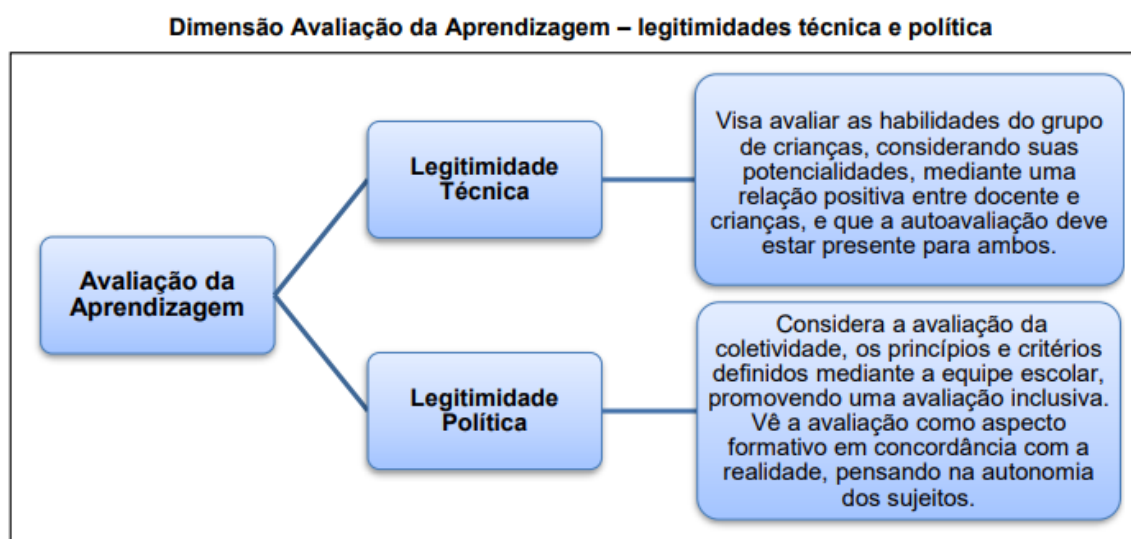 Dimensão Avaliação da Aprendizagem – legitimidades técnica e política
Avaliação da
Aprendizagem
Legitimidade
Técnica
Visa avaliar as habilidades do grupo
de crianças, considerando suas
potencialidades, mediante uma
relação positiva entre docente e
crianças, e que a autoavaliação deve
estar presente para ambos.
Legitimidade
Política
Considera a avaliação da
coletividade, os princípios e critérios
definidos mediante a equipe escolar,
promovendo uma avaliação inclusiva.
Vê a avaliação como aspecto
formativo em concordância com a
realidade, pensando na autonomia
dos sujeitos.